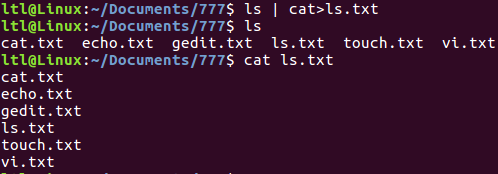 ltl@Linux:~/Documents/777$ ls | cat>ls.txt
ltl@Linux:~/Documents/777$ ls
cat.txt  echo.txt  gedit.txt  ls.txt  touch.txt  vi.txt
ltl@Linux:~/Documents/777$ cat ls.txt
cat.txt
echo.txt
gedit.txt
ls.txt
touch.txt
vi.txt